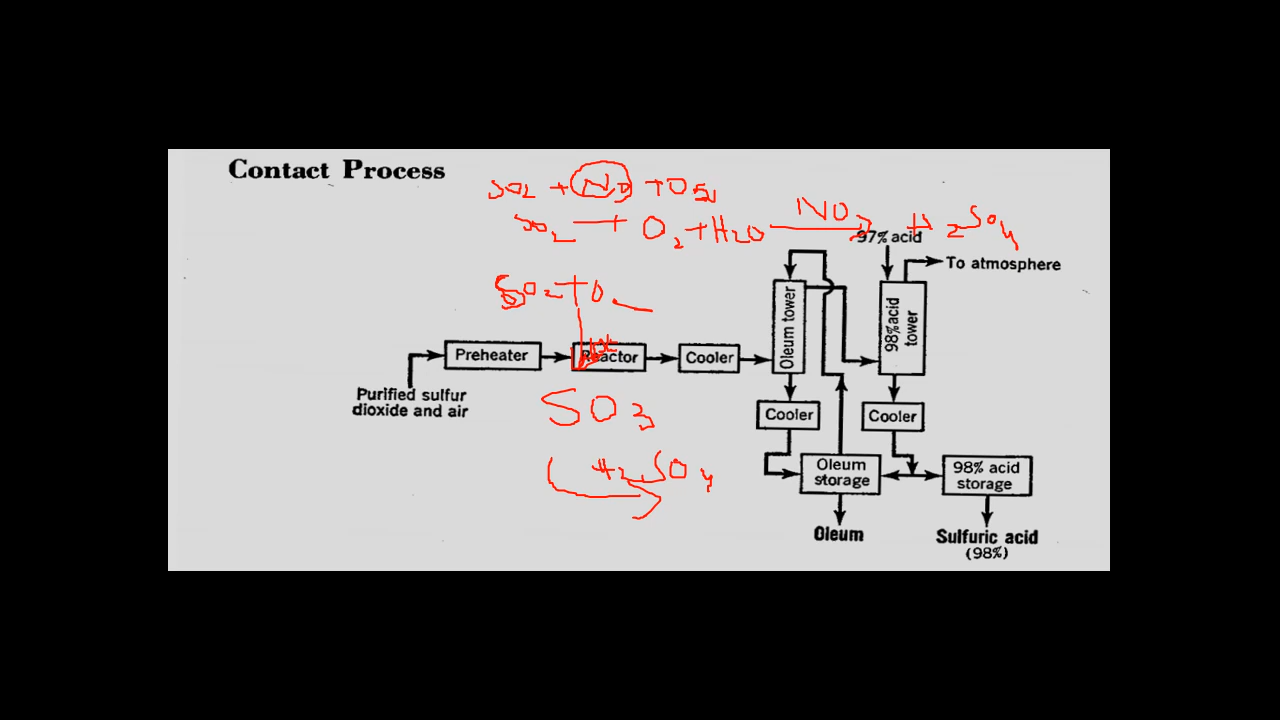 Contact Process
SO2 + N2 + O2
SO2 + O2 + H2O NO2 H2SO4
97% acid
To atmosphere
SO2 + O2
Oleum tower
98% acid
tower
Preheater
Reactor
Cooler
Purified sulfur
dioxide and air
SO3
Cooler
Cooler
H2SO4
Oleum
storage
98% acid
storage
Oleum
Sulfuric acid
(98%)